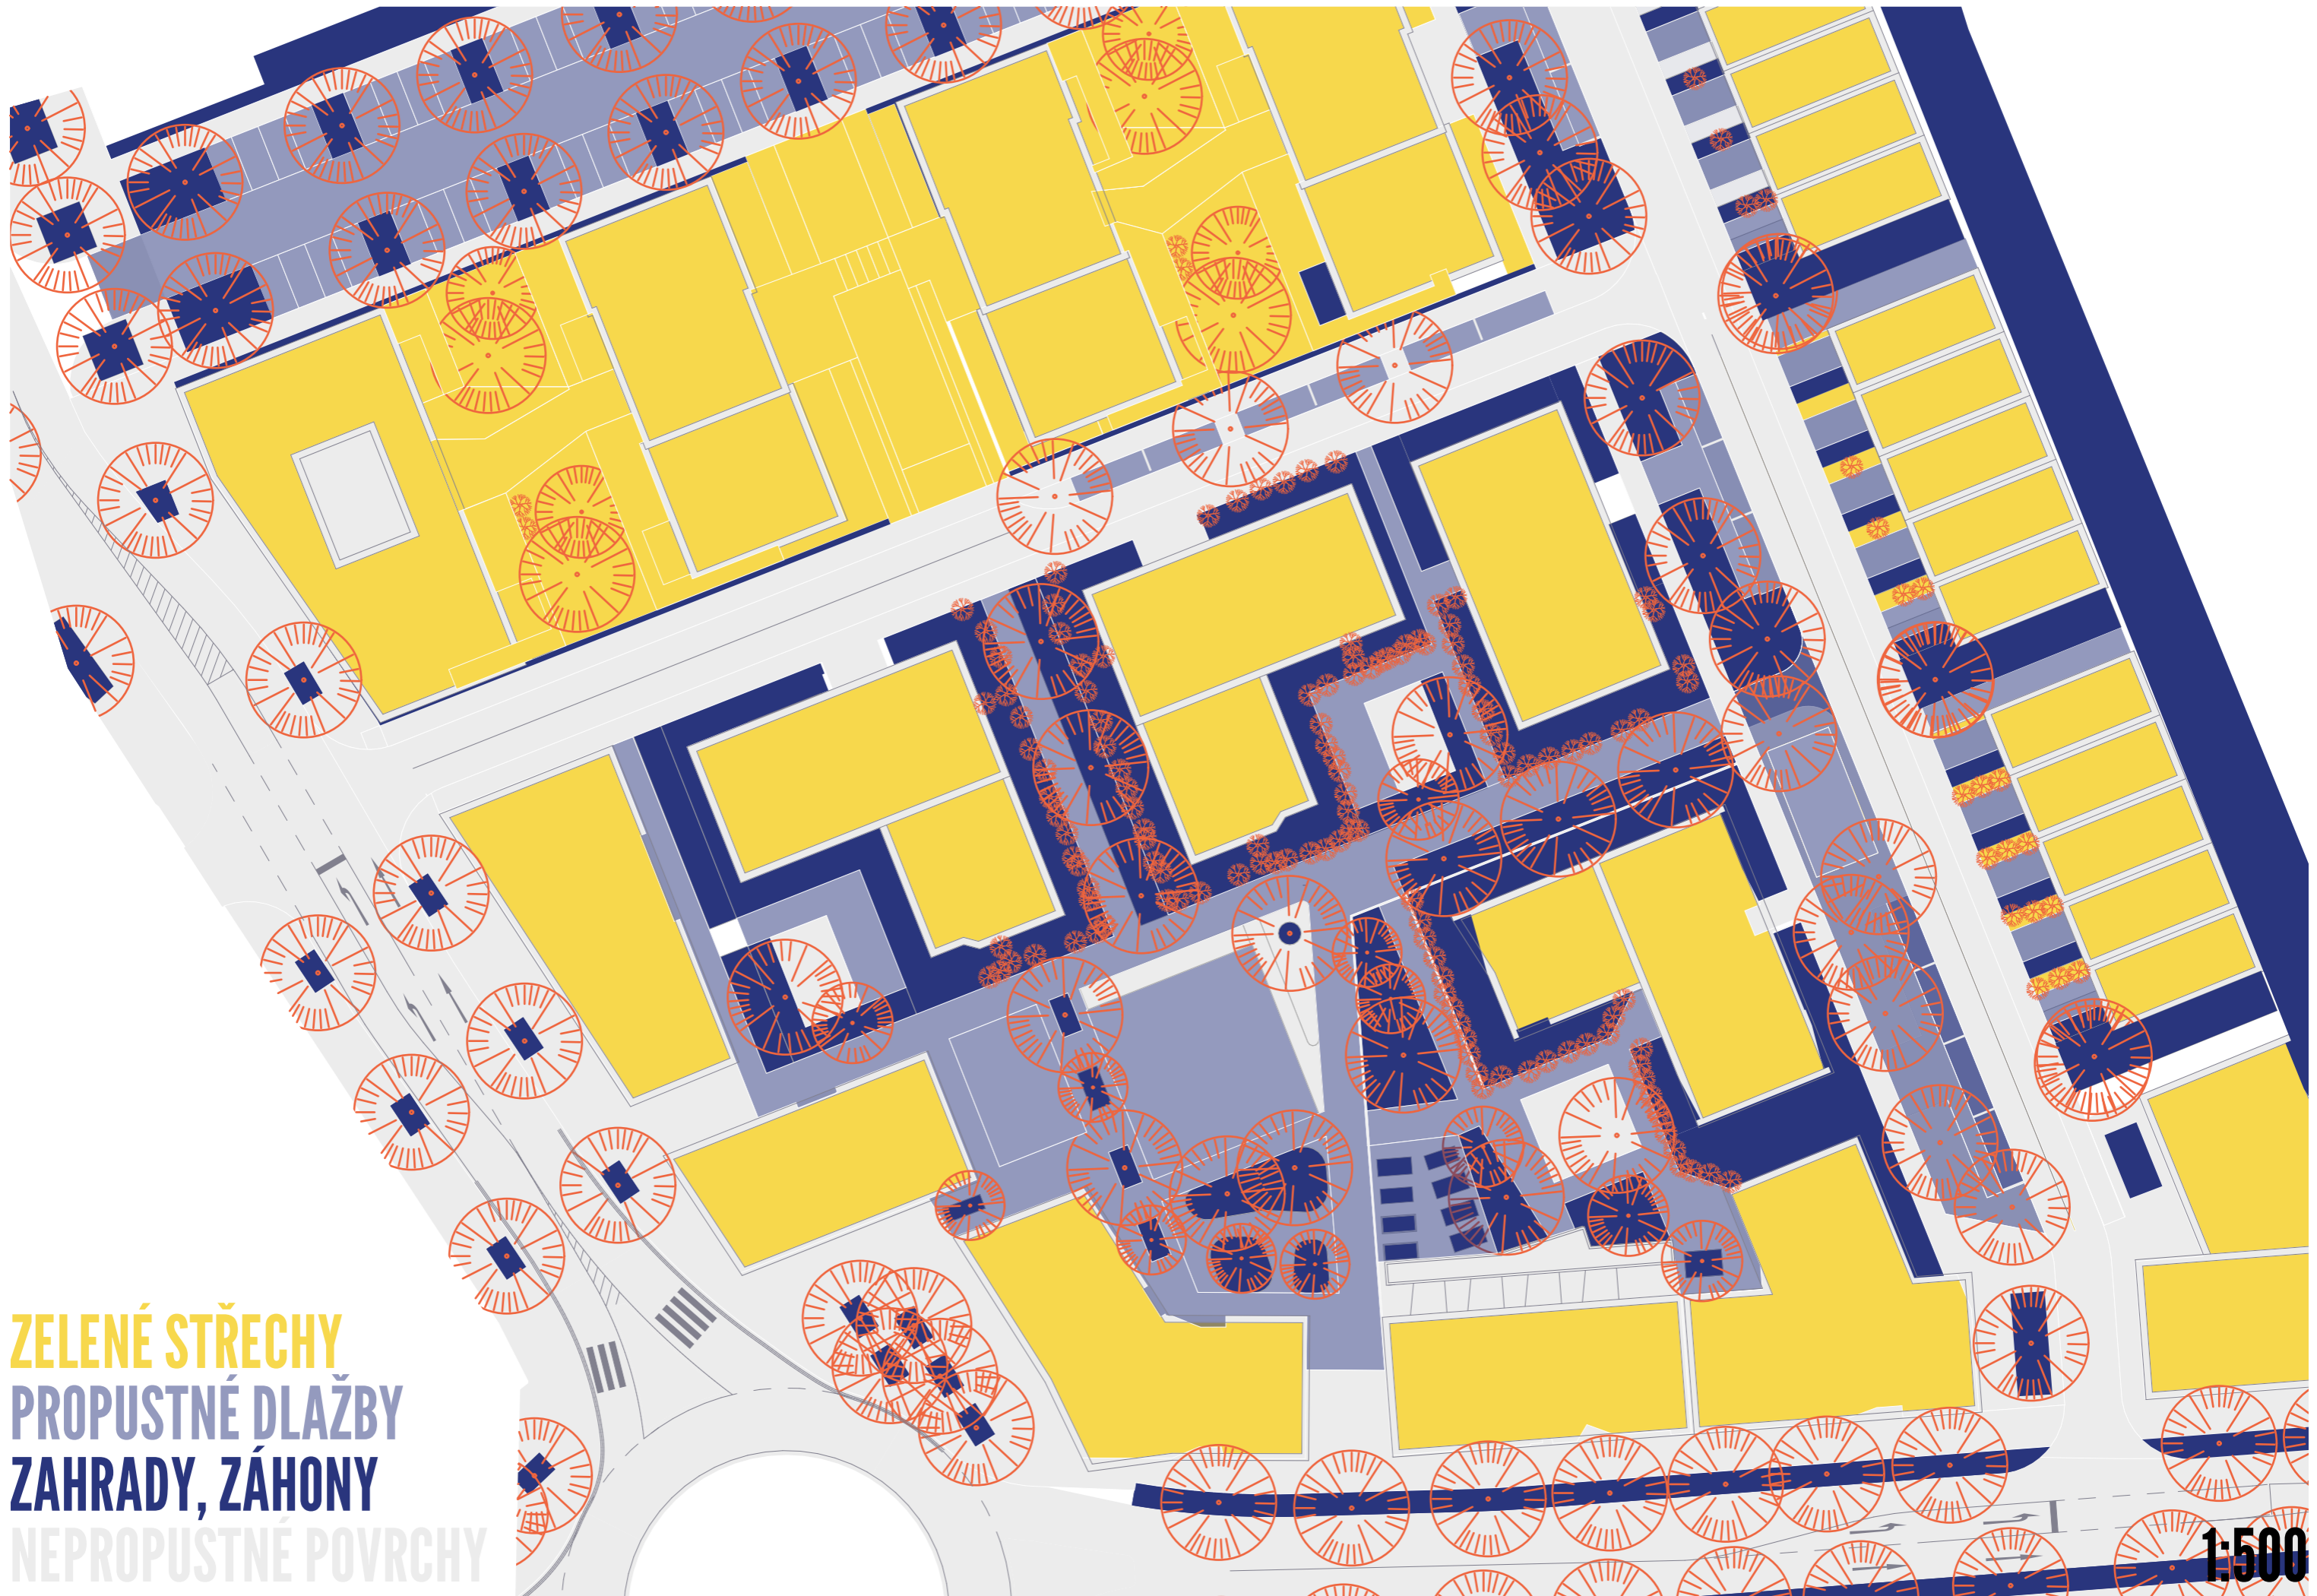 ZELENÉ STŘECHY
PROPUSTNÉ DLAŽBY
ZAHRADY, ZÁHONY
NEPROPUSTNÉ POVRCHY
1:500